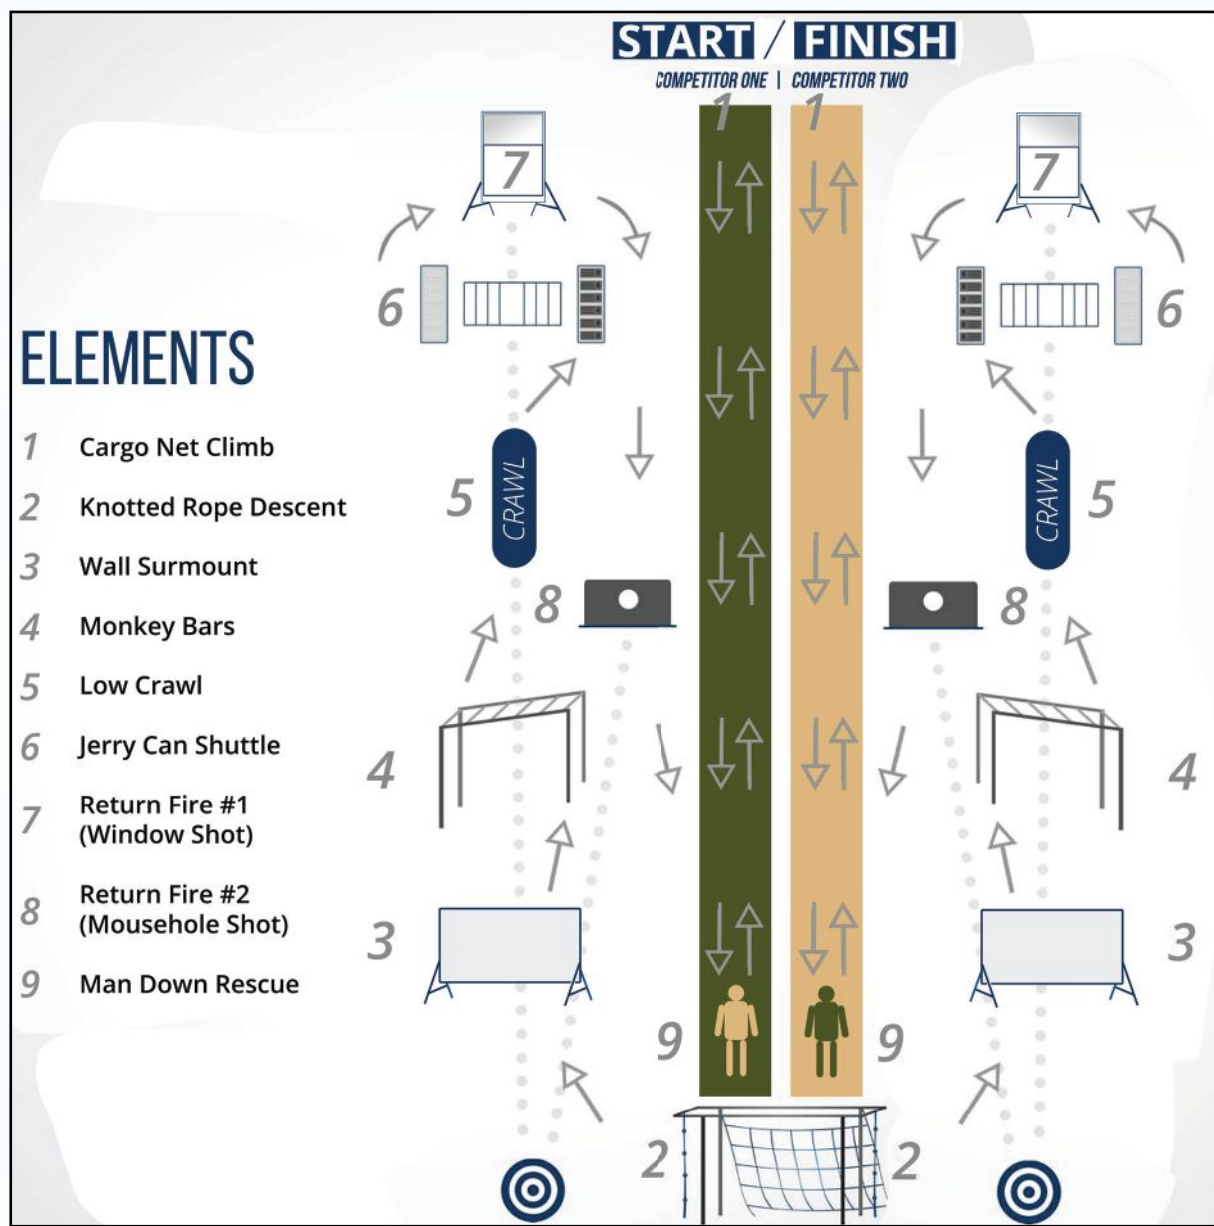 START / FINISH
COMPETITOR ONE | COMPETITOR TWO
1 1
7 7
6 6
ELEMENTS
1 Cargo Net Climb
2 Knotted Rope Descent
3 Wall Surmount
4 Monkey Bars
5 Low Crawl
6 Jerry Can Shuttle
7 Return Fire #1
(Window Shot)
8 Return Fire #2
(Mousehole Shot)
9 Man Down Rescue
5 CRAWL CRAWL 5
8 8
4 4
3 3
9 9
2 2